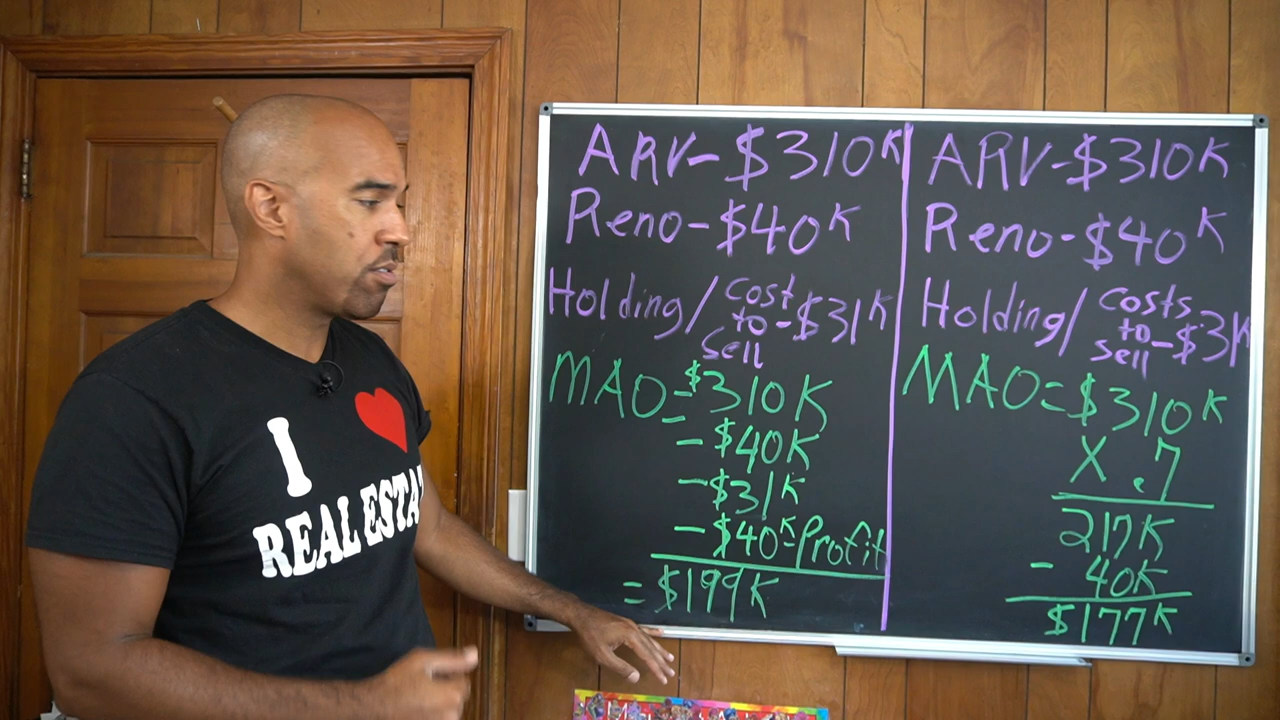 I ♥
REAL ESTA
ARV-$310K
Reno-$40K
Holding/cost to sell-$31K
MAO=$310K
-$40K
-$31K
-$40K=Profit
=$199K
ARV-$310K
Reno-$40K
Holding/costs to sell-$31K
MAO=$310K
X .7
217K
- 40K
$177K